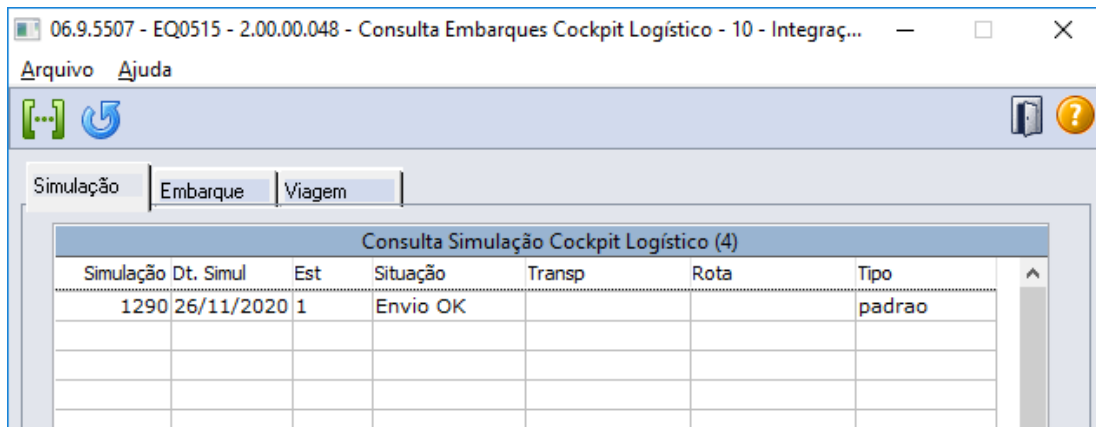 06.9.5507 - EQ0515 - 2.00.00.048 - Consulta Embarques Cockpit Logístico - 10 - Integraç...
Arquivo Ajuda
Simulação Embarque Viagem
Consulta Simulação Cockpit Logístico (4)
Simulação Dt. Simul Est Situação Transp Rota Tipo
1290 26/11/2020 1 Envio OK padrao